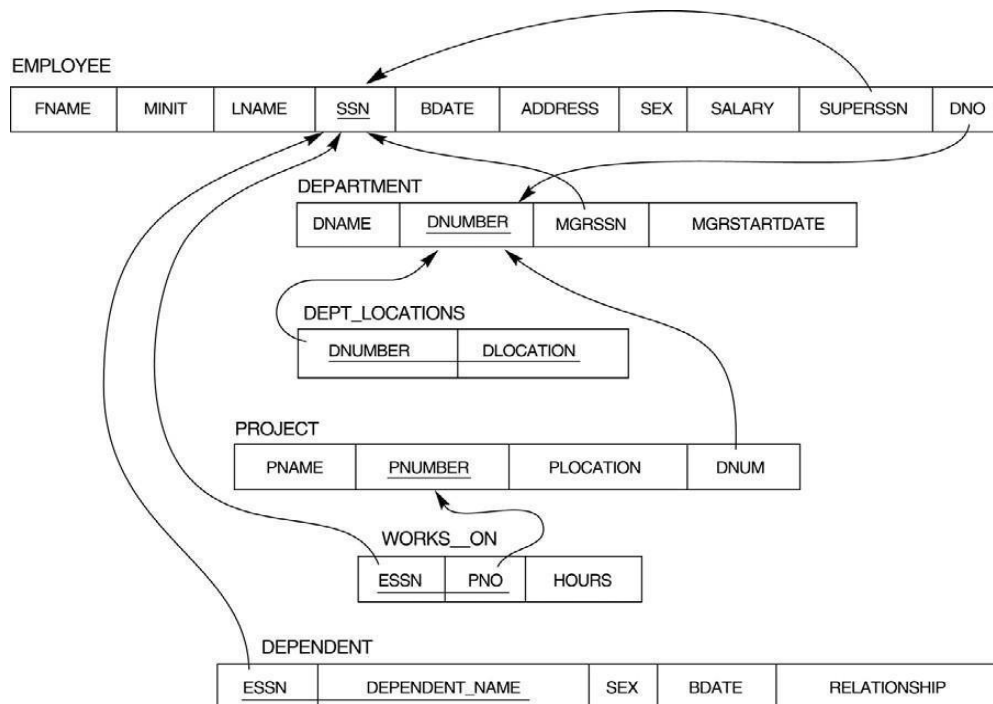 EMPLOYEE
FNAME MINIT LNAME SSN BDATE ADDRESS SEX SALARY SUPERSSN DNO
DEPARTMENT
DNAME DNUMBER MGRSSN MGRSTARTDATE
DEPT_LOCATIONS
DNUMBER DLOCATION
PROJECT
PNAME PNUMBER PLOCATION DNUM
WORKS__ON
ESSN PNO HOURS
DEPENDENT
ESSN DEPENDENT_NAME SEX BDATE RELATIONSHIP